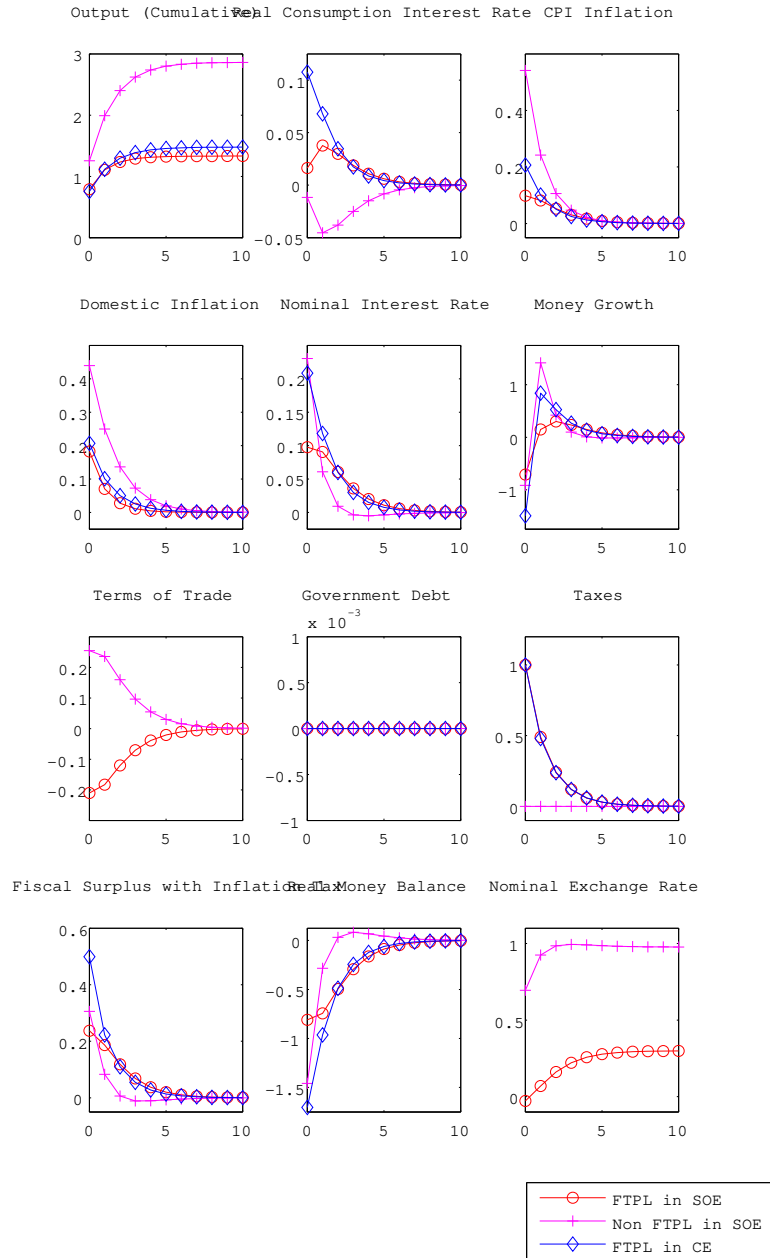 Output (Cumulative) Real Consumption Interest Rate CPI Inflation
3
2
1
0
0 5 10
0.1
0.05
0
−0.05
0 5 10
0.4
0.2
0
0 5 10
Domestic Inflation Nominal Interest Rate Money Growth
0.4
0.3
0.2
0.1
0
0 5 10
0.2
0.15
0.1
0.05
0
0 5 10
1
0
−1
0 5 10
Terms of Trade Government Debt Taxes
0.2
0.1
0
−0.1
−0.2
0 5 10
x 10⁻³
1
0.5
0
−0.5
−1
0 5 10
1
0.5
0
0 5 10
Fiscal Surplus with Inflation Tax Real Money Balance Nominal Exchange Rate
0.6
0.4
0.2
0
0 5 10
0
−0.5
−1
−1.5
0 5 10
1
0.5
0
0 5 10
FTPL in SOE
Non FTPL in SOE
FTPL in CE